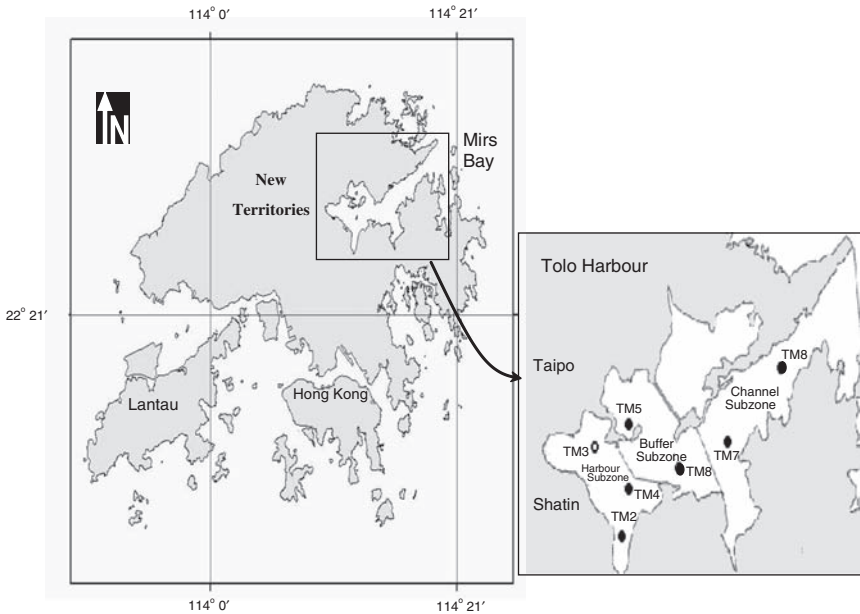 114° 0′
114° 21′
N
Mirs
Bay
New
Territories
22° 21′
Lantau
Hong Kong
Tolo Harbour
Taipo
TM8
Channel
Subzone
TM5
Buffer
Subzone
TM3
TM7
Harbour
Subzone
TM8
TM4
Shatin
TM2
114° 0′
114° 21′